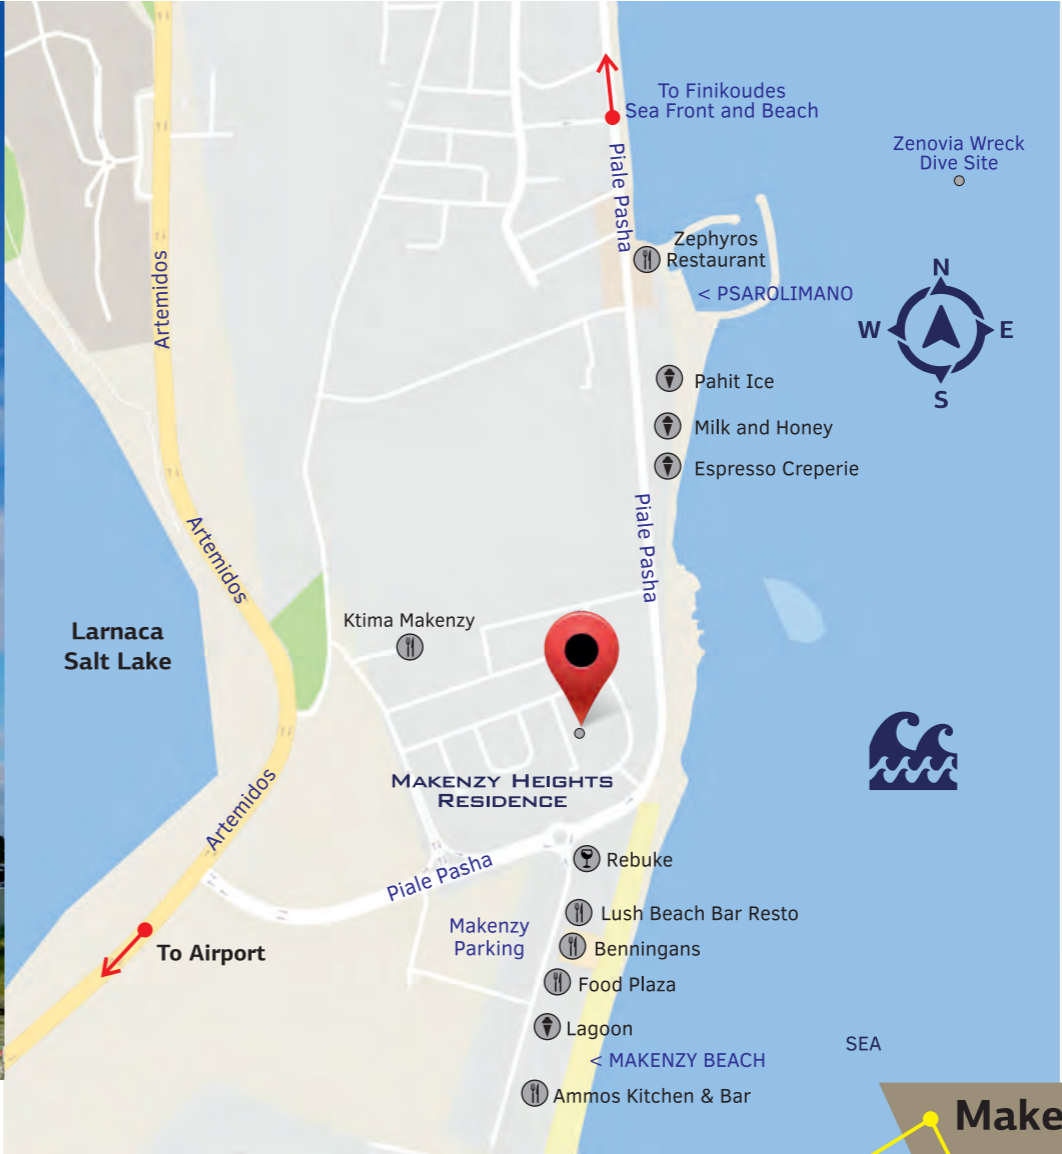 To Finikoudes
Sea Front and Beach
Zenovia Wreck
Dive Site
Piale Pasha
Zephyros
Restaurant
< PSAROLIMANO
N
W
E
S
Artemidos
Pahit Ice
Milk and Honey
Espresso Creperie
Piale Pasha
Artemidos
Larnaca
Salt Lake
Ktima Makenzy
MAKENZY HEIGHTS
RESIDENCE
Artemidos
Piale Pasha
Rebuke
Lush Beach Bar Resto
Makenzy
Parking
Benningans
To Airport
Food Plaza
Lagoon
SEA
< MAKENZY BEACH
Ammos Kitchen & Bar
Make